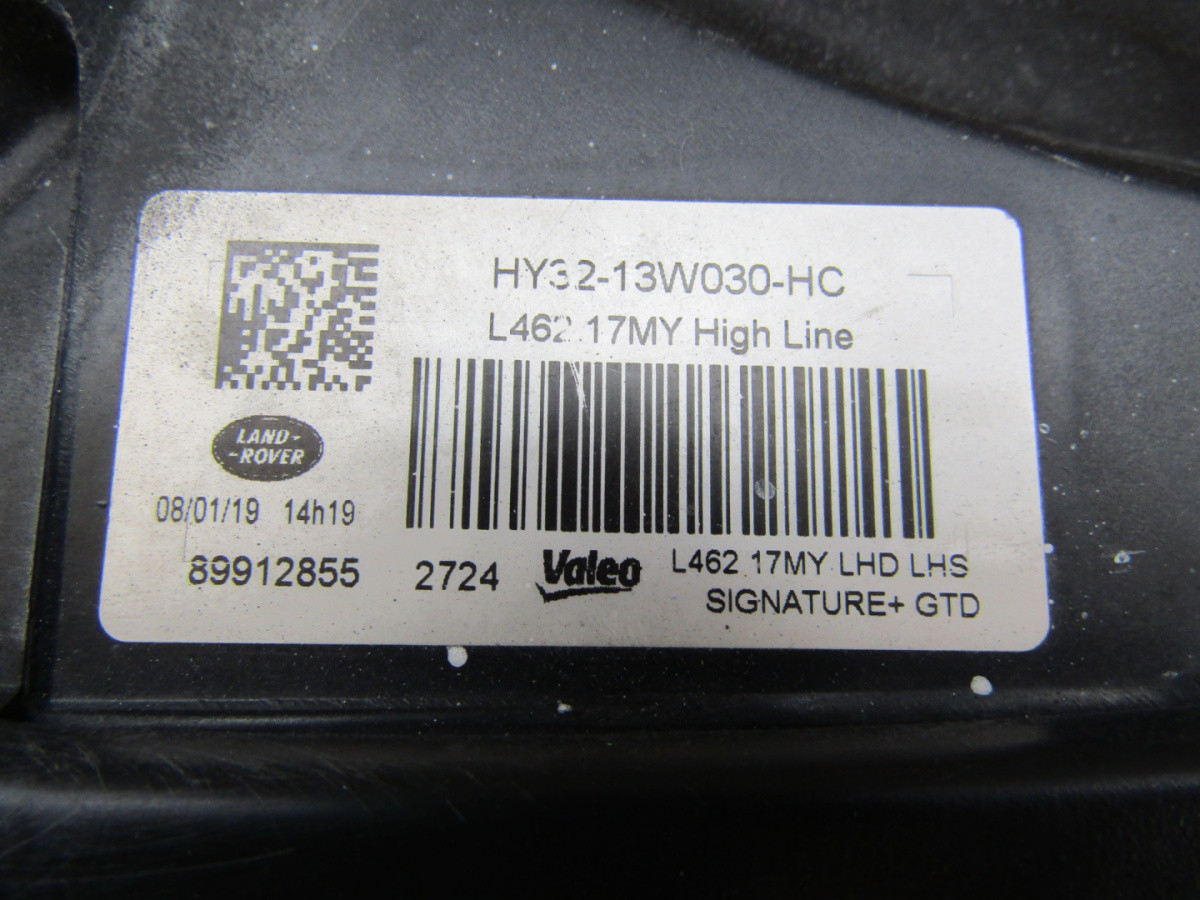 HY32-13W030-HC
L462 17MY High Line
LAND-
-ROVER
08/01/19 14h19
89912855 2724 Valeo L462 17MY LHD LHS
SIGNATURE+ GTD